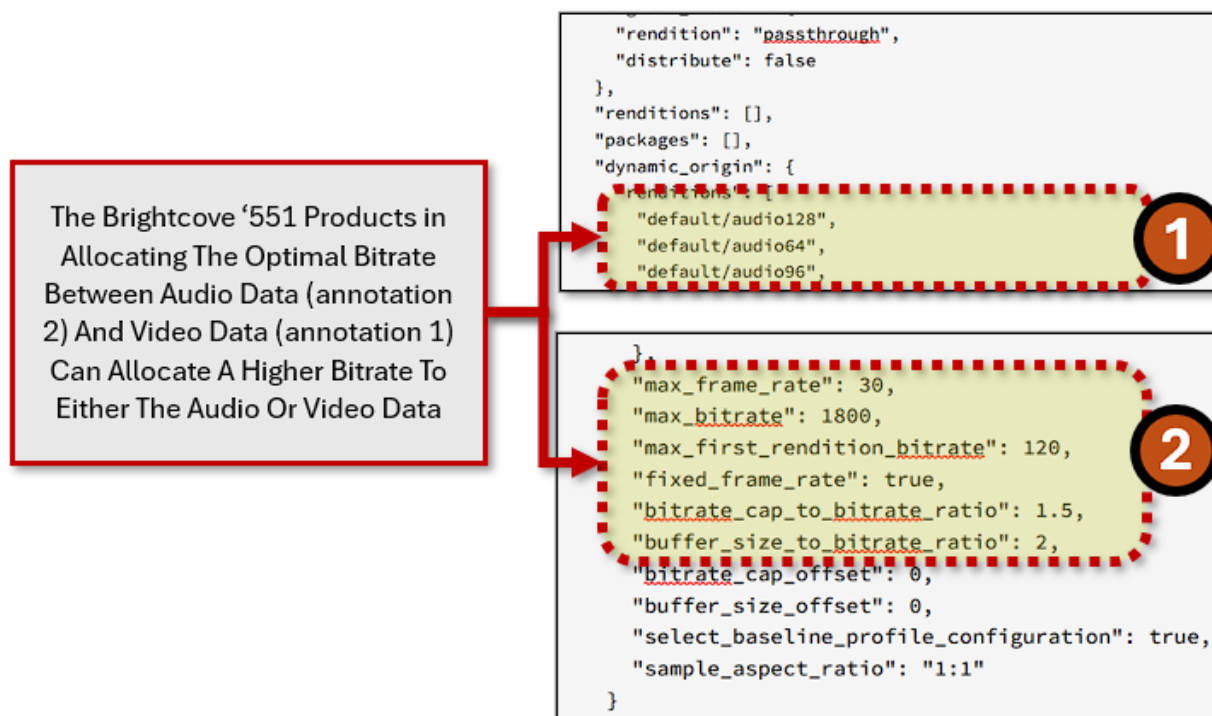 "rendition": "passthrough",
"distribute": false
},
"renditions": [],
"packages": [],
"dynamic_origin": {
"renditions": [
"default/audio128",
"default/audio64",
"default/audio96",
1
The Brightcove ‘551 Products in
Allocating The Optimal Bitrate
Between Audio Data (annotation
2) And Video Data (annotation 1)
Can Allocate A Higher Bitrate To
Either The Audio Or Video Data
},
"max_frame_rate": 30,
"max_bitrate": 1800,
"max_first_rendition_bitrate": 120,
"fixed_frame_rate": true,
"bitrate_cap_to_bitrate_ratio": 1.5,
"buffer_size_to_bitrate_ratio": 2,
2
"bitrate_cap_offset": 0,
"buffer_size_offset": 0,
"select_baseline_profile_configuration": true,
"sample_aspect_ratio": "1:1"
}